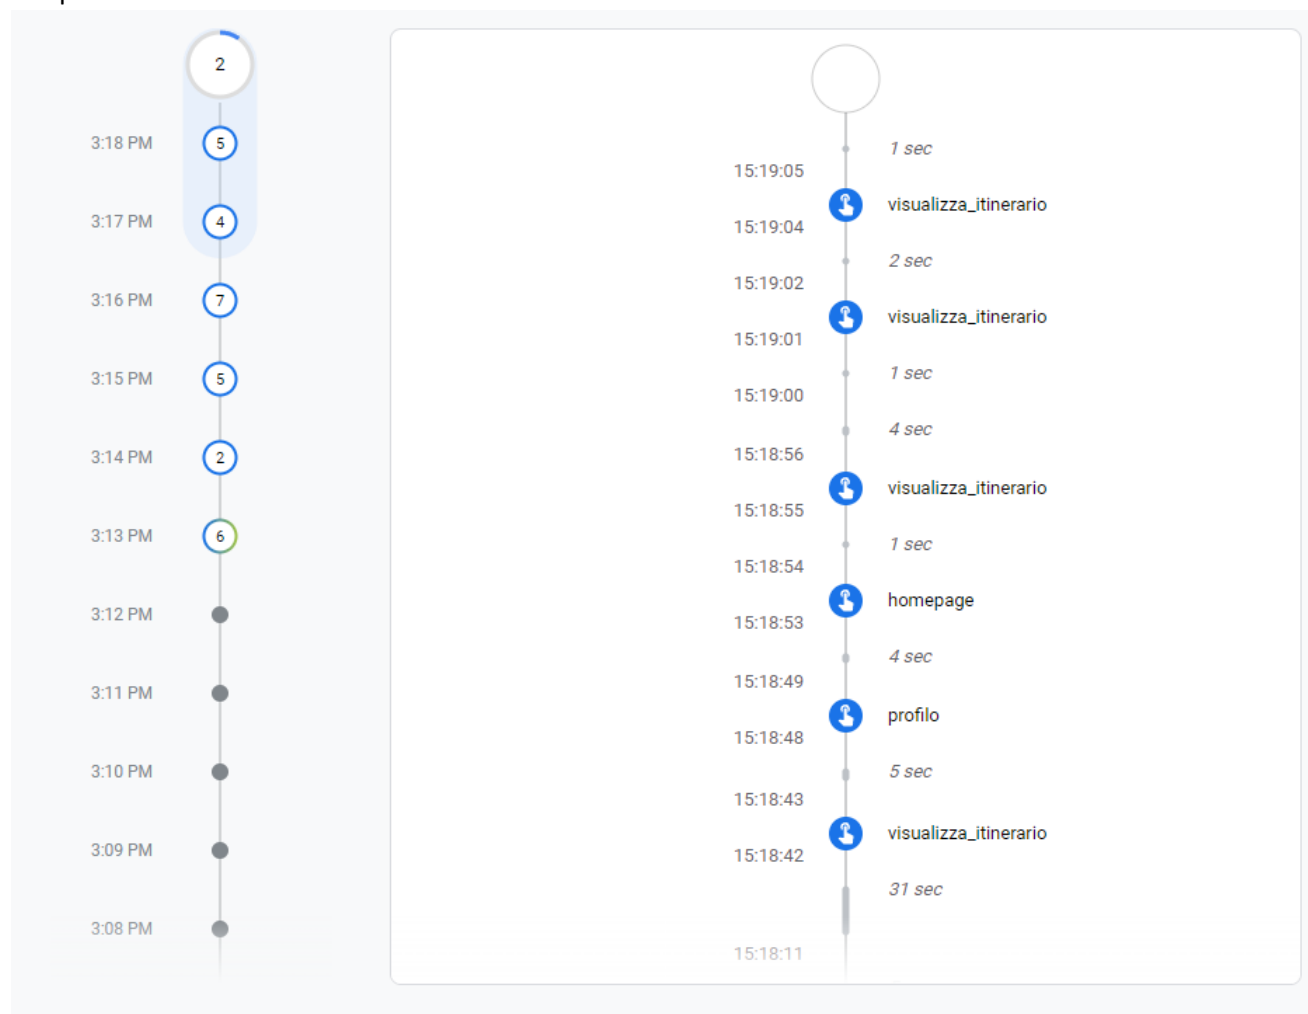 2
3:18 PM 5
3:17 PM 4
3:16 PM 7
3:15 PM 5
3:14 PM 2
3:13 PM 6
3:12 PM
3:11 PM
3:10 PM
3:09 PM
3:08 PM
1 sec
15:19:05
visualizza_itinerario
15:19:04
2 sec
15:19:02
visualizza_itinerario
15:19:01
1 sec
15:19:00
4 sec
15:18:56
visualizza_itinerario
15:18:55
1 sec
15:18:54
homepage
15:18:53
4 sec
15:18:49
profilo
15:18:48
5 sec
15:18:43
visualizza_itinerario
15:18:42
31 sec
15:18:11